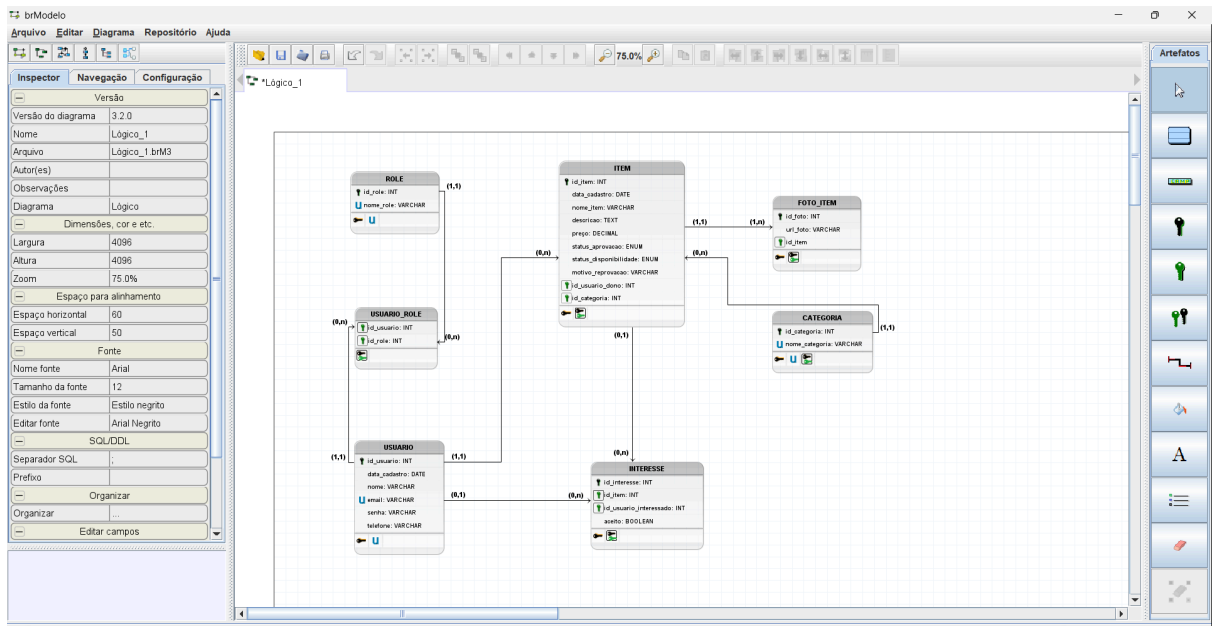 brModelo
Arquivo Editar Diagrama Repositório Ajuda
75.0%
Artefatos
Inspector Navegação Configuração
*Lógico_1
Versão
Versão do diagrama 3.2.0
Nome Lógico_1
Arquivo Lógico_1.brM3
Autor(es)
Observações
Diagrama Lógico
Dimensões, cor e etc.
Largura 4096
Altura 4096
Zoom 75.0%
Espaço para alinhamento
Espaço horizontal 60
Espaço vertical 50
Fonte
Nome fonte Arial
Tamanho da fonte 12
Estilo da fonte Estilo negrito
Editar fonte Arial Negrito
SQL/DDL
Separador SQL ;
Prefixo
Organizar
Organizar ...
Editar campos
ROLE
id_role: INT
U nome_role: VARCHAR
U
(1,1)
USUARIO_ROLE
id_usuario: INT
id_role: INT
(0,n)
(0,n)
USUARIO
id_usuario: INT
data_cadastro: DATE
nome: VARCHAR
U email: VARCHAR
senha: VARCHAR
telefone: VARCHAR
U
(1,1)
(1,1)
(0,1)
ITEM
id_item: INT
data_cadastro: DATE
nome_item: VARCHAR
descricao: TEXT
preço: DECIMAL
status_aprovacao: ENUM
status_disponibilidade: ENUM
motivo_reprovacao: VARCHAR
id_usuario_dono: INT
id_categoria: INT
(0,n)
(1,1)
(1,n)
(0,n)
(0,1)
FOTO_ITEM
id_foto: INT
url_foto: VARCHAR
id_item
CATEGORIA
id_categoria: INT
U nome_categoria: VARCHAR
U
(1,1)
(0,n)
(0,n)
INTERESSE
id_interesse: INT
id_item: INT
id_usuario_interessado: INT
aceito: BOOLEAN
A